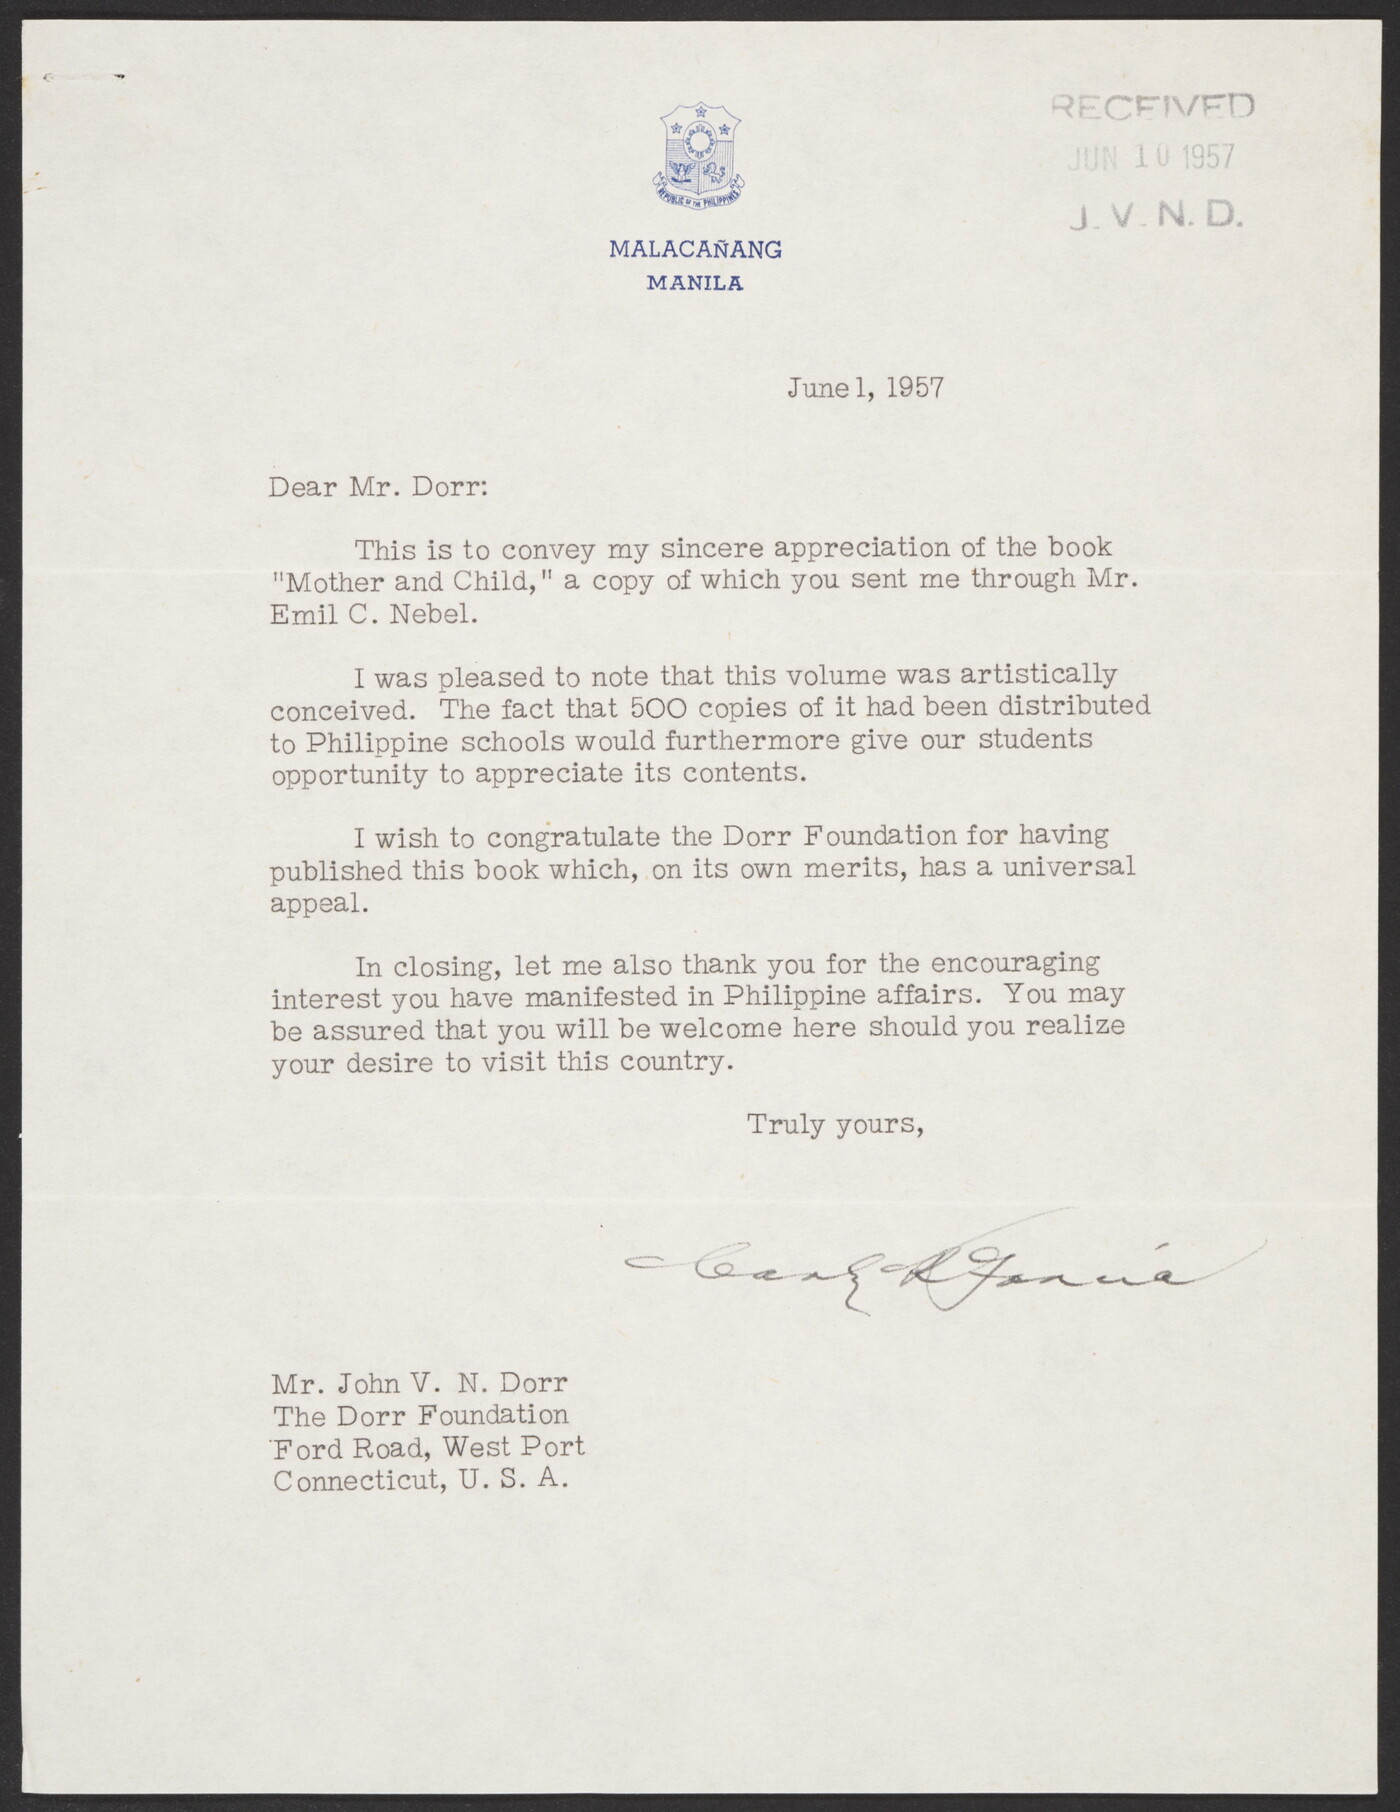 RECEIVED
JUN 10 1957
J. V. N. D.
REPUBLIC OF THE PHILIPPINES
MALACAÑANG
MANILA
June 1, 1957
Dear Mr. Dorr:
This is to convey my sincere appreciation of the book
"Mother and Child," a copy of which you sent me through Mr.
Emil C. Nebel.
I was pleased to note that this volume was artistically
conceived. The fact that 500 copies of it had been distributed
to Philippine schools would furthermore give our students
opportunity to appreciate its contents.
I wish to congratulate the Dorr Foundation for having
published this book which, on its own merits, has a universal
appeal.
In closing, let me also thank you for the encouraging
interest you have manifested in Philippine affairs. You may
be assured that you will be welcome here should you realize
your desire to visit this country.
Truly yours,
Carlos P. Garcia
Mr. John V. N. Dorr
The Dorr Foundation
Ford Road, West Port
Connecticut, U. S. A.